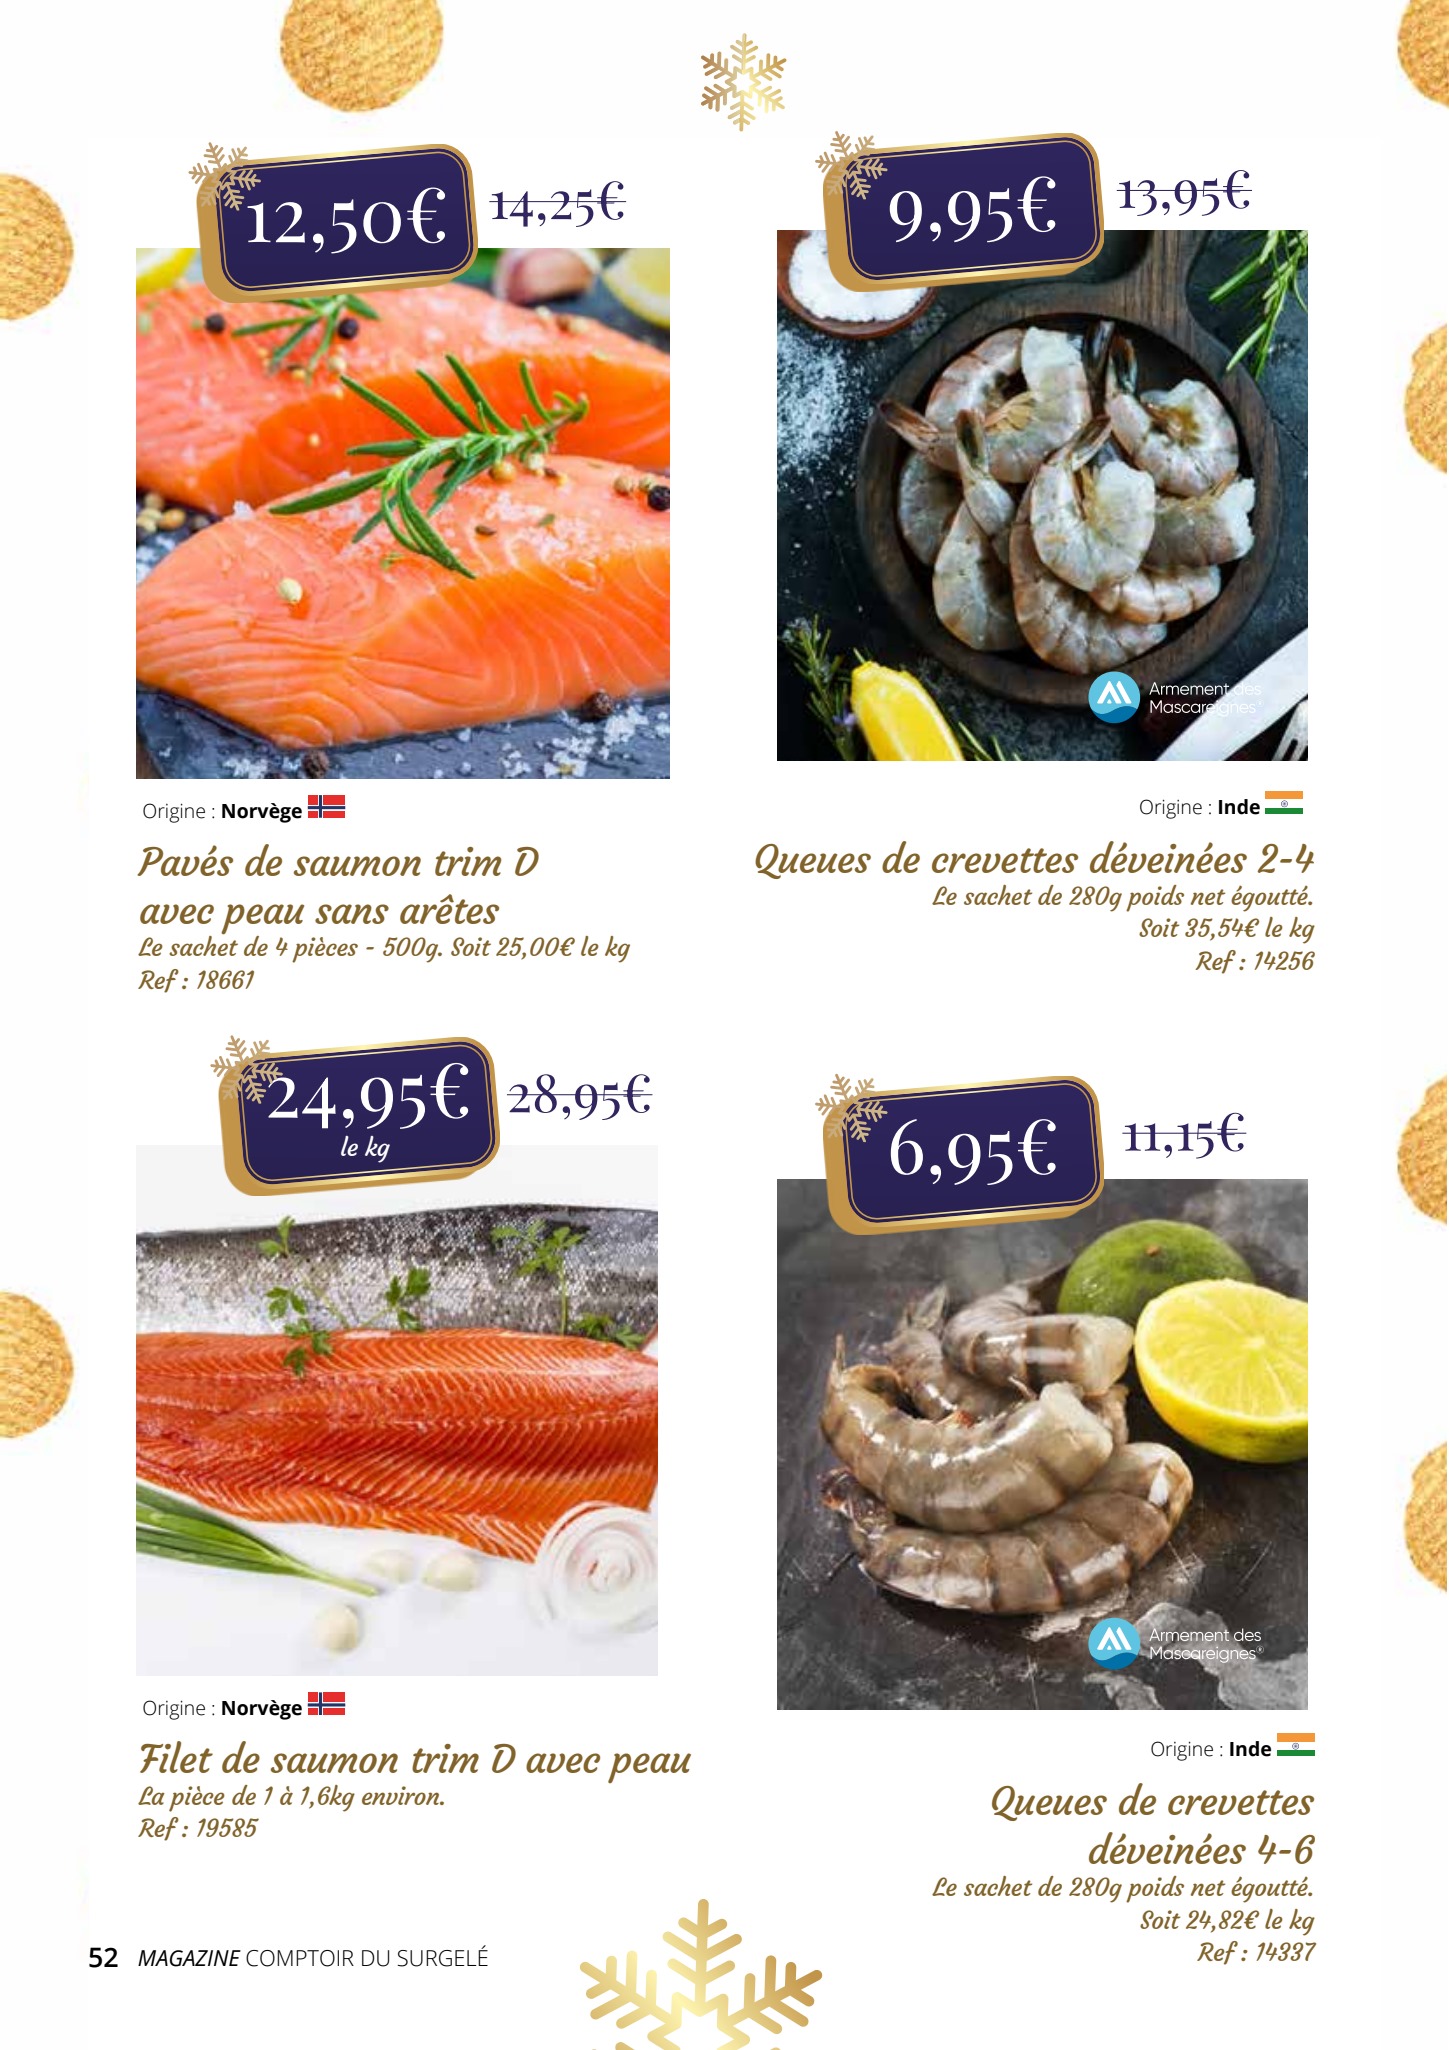 12,50€ 14,25€
Origine : Norvège
Pavés de saumon trim D
avec peau sans arêtes
Le sachet de 4 pièces - 500g. Soit 25,00€ le kg
Ref : 18661
9,95€ 13,95€
Armement des
Mascareignes®
Origine : Inde
Queues de crevettes déveinées 2-4
Le sachet de 280g poids net égoutté.
Soit 35,54€ le kg
Ref : 14256
24,95€ 28,95€
le kg
Origine : Norvège
Filet de saumon trim D avec peau
La pièce de 1 à 1,6kg environ.
Ref : 19585
6,95€ 11,15€
Armement des
Mascareignes®
Origine : Inde
Queues de crevettes
déveinées 4-6
Le sachet de 280g poids net égoutté.
Soit 24,82€ le kg
Ref : 14337
52 MAGAZINE COMPTOIR DU SURGELÉ